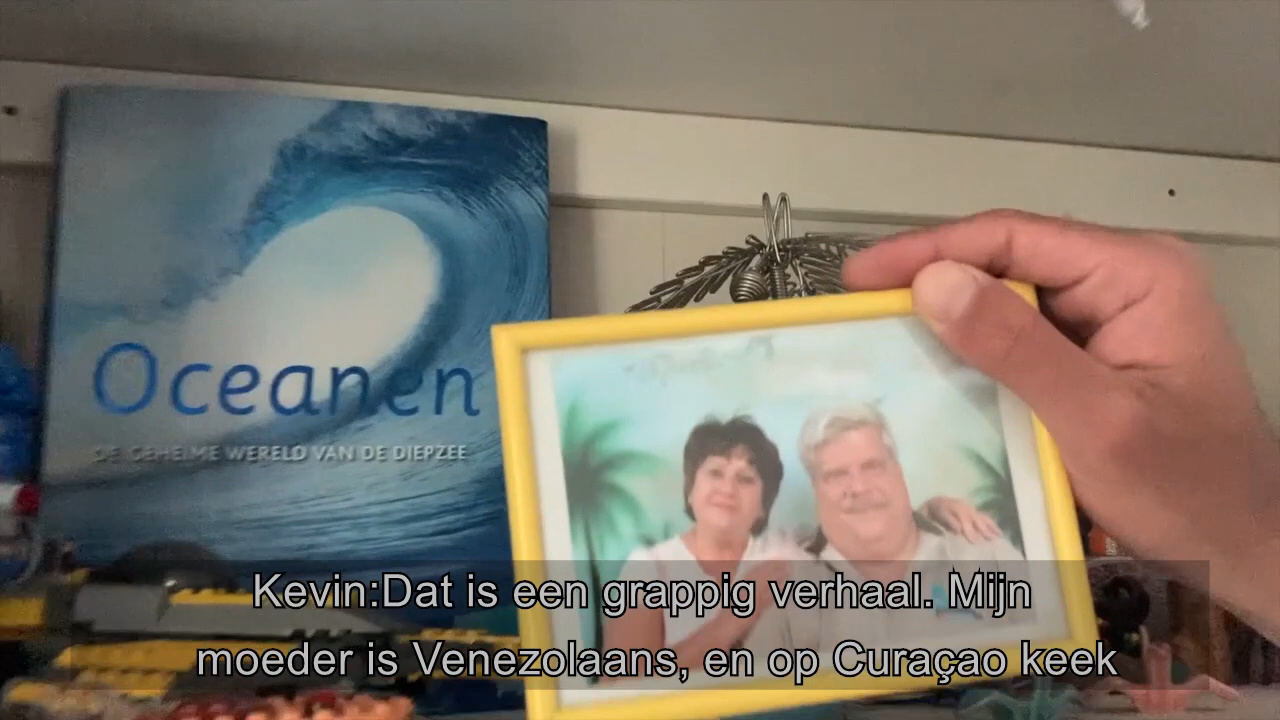 Oceanen
DE GEHEIME WERELD VAN DE DIEPZEE
Kevin:Dat is een grappig verhaal. Mijn
moeder is Venezolaans, en op Curaçao keek